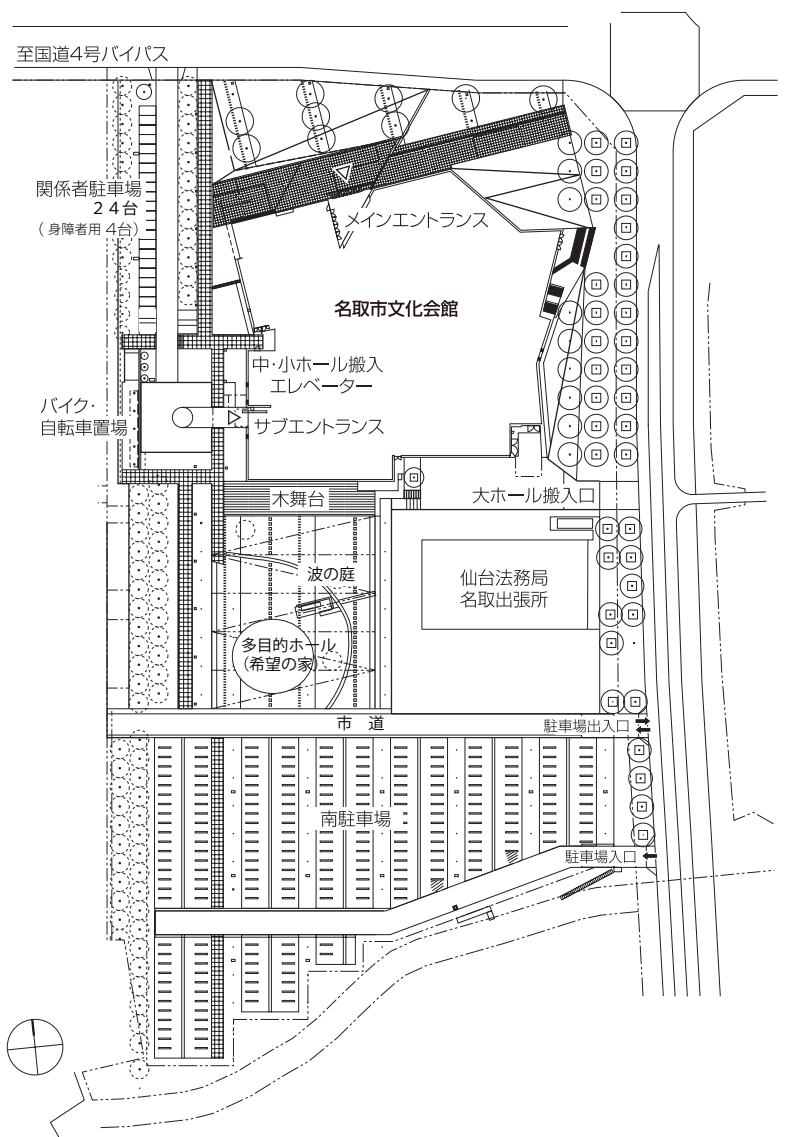 至国道4号バイパス
関係者駐車場
24台
(身障者用 4台)
メインエントランス
名取市文化会館
中・小ホール搬入
エレベーター
バイク・
自転車置場
サブエントランス
木舞台
大ホール搬入口
波の庭
仙台法務局
名取出張所
多目的ホール
(希望の家)
市 道
駐車場出入口
南駐車場
駐車場入口